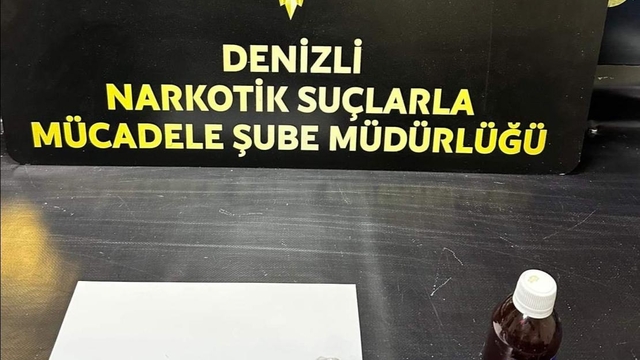 DENİZLİ
NARKOTİK SUÇLARLA
MÜCADELE ŞUBE MÜDÜRLÜĞÜ